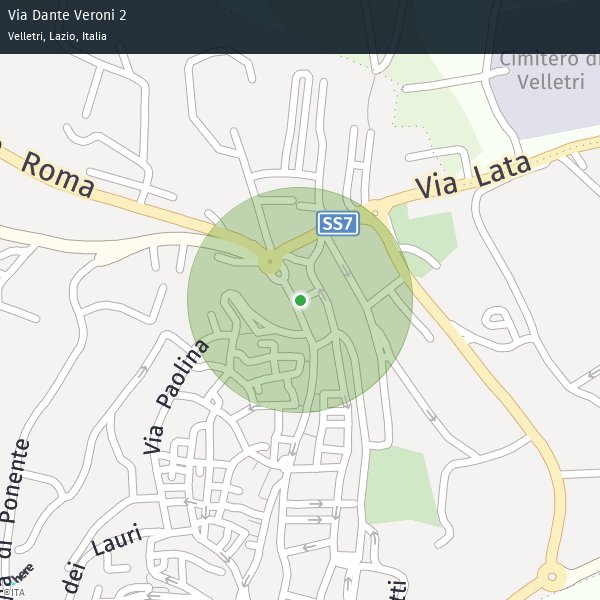 Via Dante Veroni 2
Velletri, Lazio, Italia
Cimitero di
Velletri
Roma
Via Lata
SS7
Via Paolina
di Ponente
dei Lauri
here
©ITA